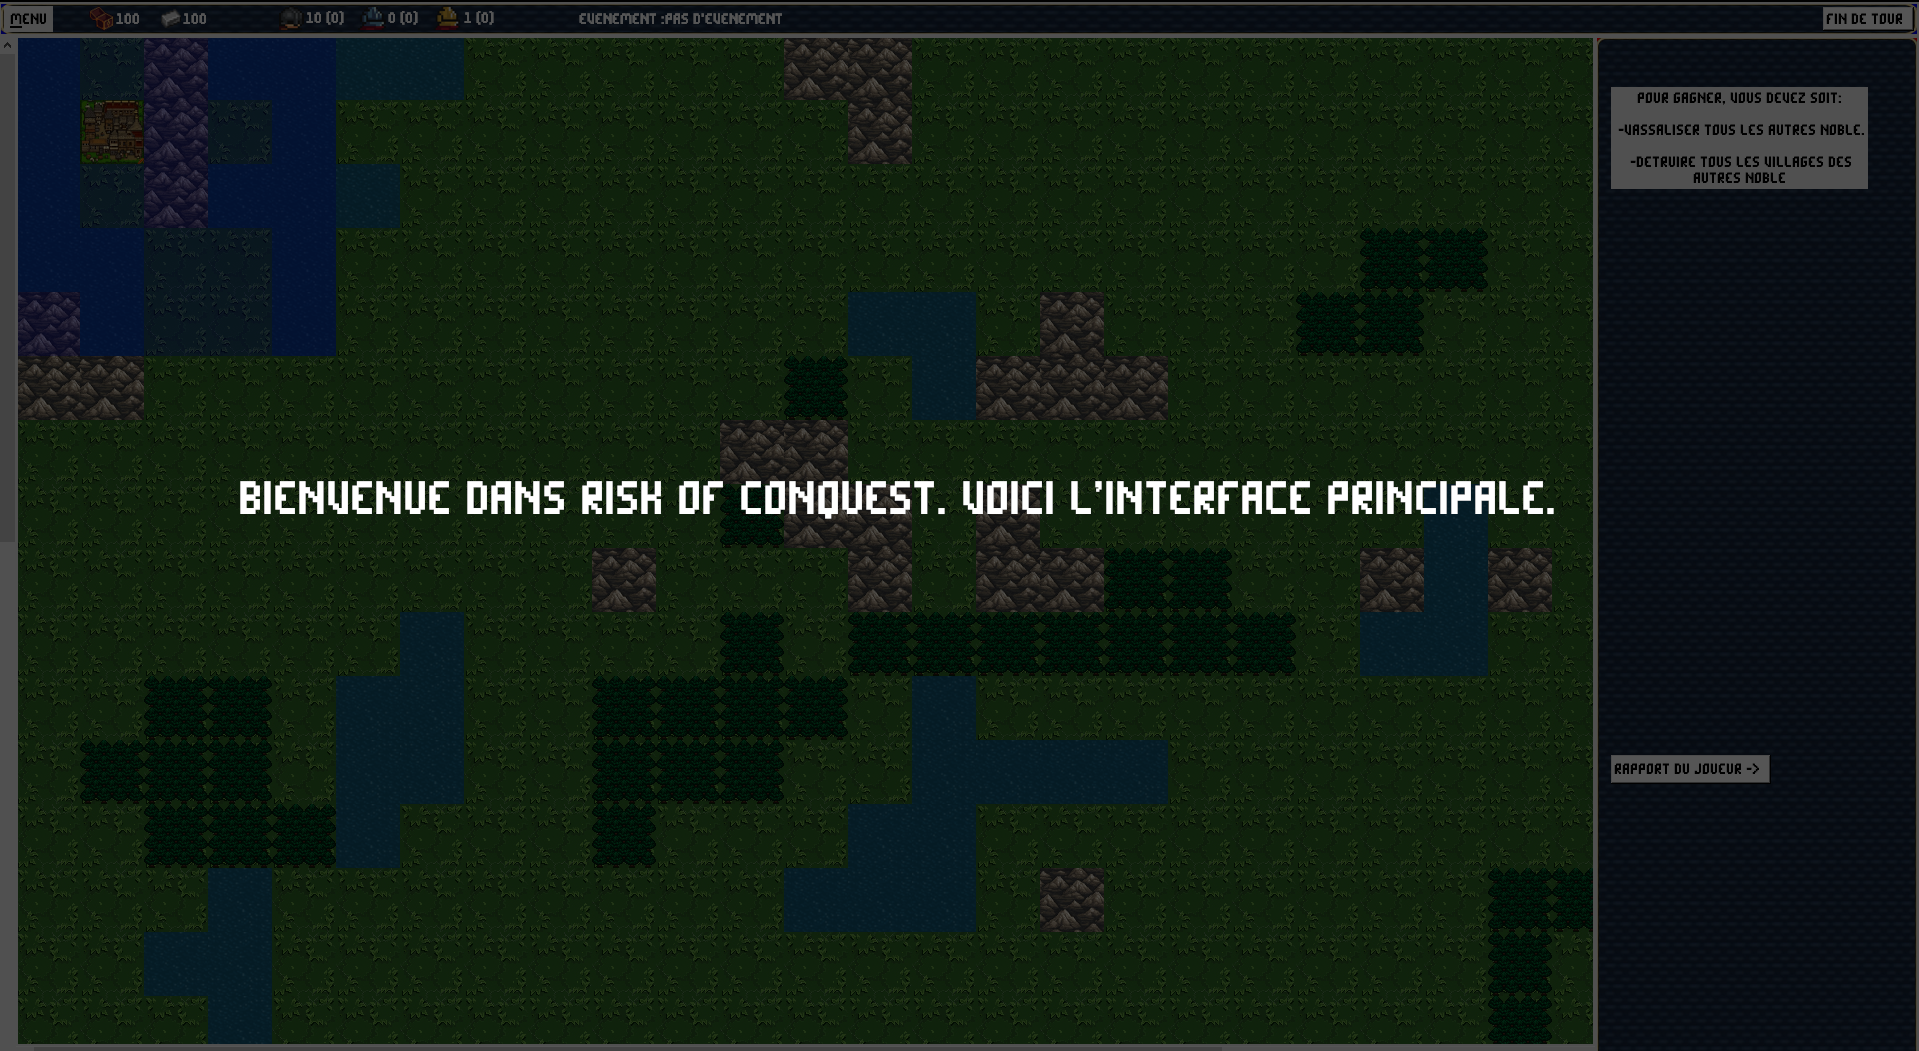 MENU 100 100 10 (0) 0 (0) 1 (0) EVENEMENT :PAS D'EVENEMENT FIN DE TOUR
POUR GAGNER, VOUS DEVEZ SOIT:
-VASSALISER TOUS LES AUTRES NOBLE.
-DETRUIRE TOUS LES VILLAGES DES
AUTRES NOBLE
BIENVENUE DANS RISK OF CONQUEST. VOICI L'INTERFACE PRINCIPALE.
RAPPORT DU JOUEUR ->